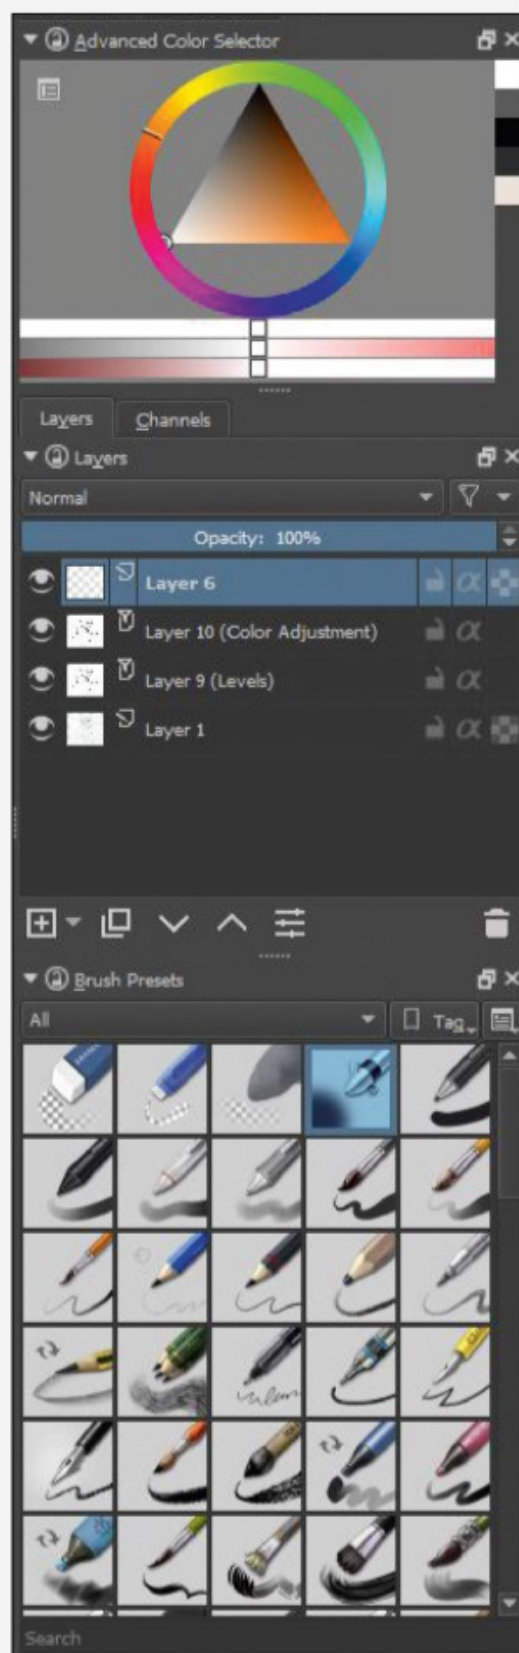 Advanced Color Selector
Layers Channels
Layers
Normal
Opacity: 100%
Layer 6
Layer 10 (Color Adjustment)
Layer 9 (Levels)
Layer 1
Brush Presets
All Tag
Search